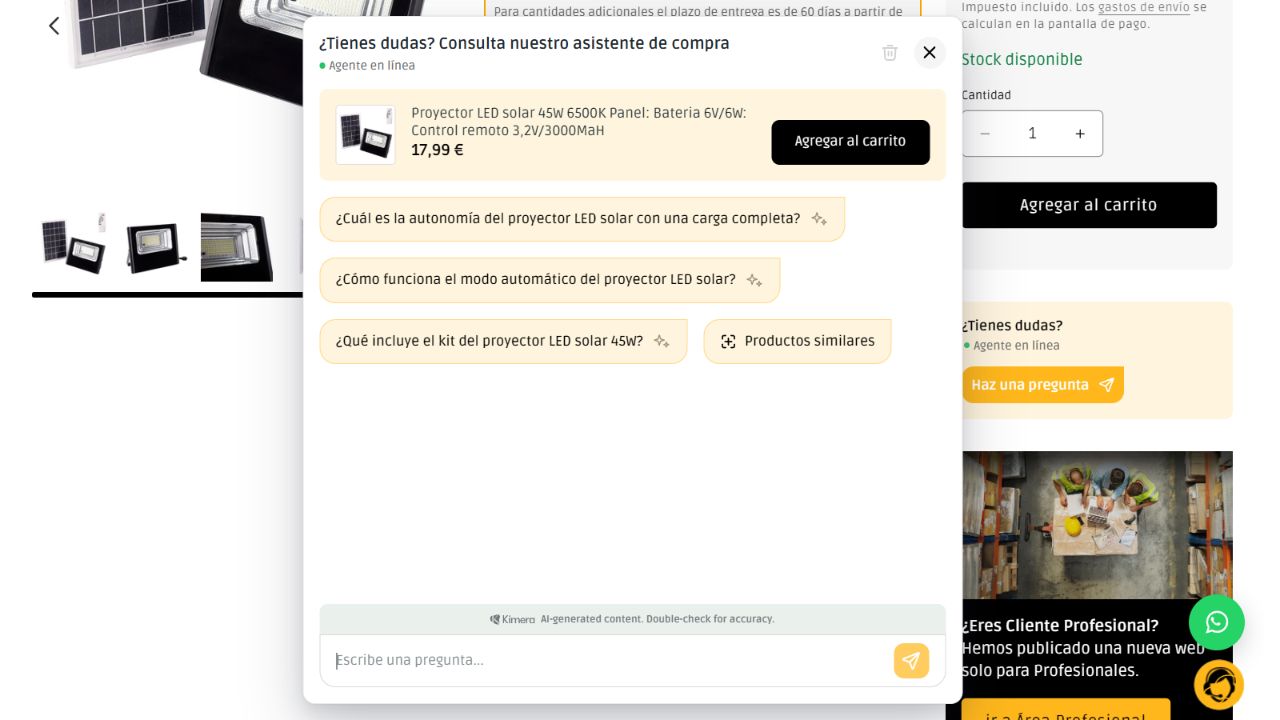 Para cantidades adicionales el plazo de entrega es de 60 días a partir de
¿Tienes dudas? Consulta nuestro asistente de compra
Agente en línea
Proyector LED solar 45W 6500K Panel: Bateria 6V/6W:
Control remoto 3,2V/3000MaH
17,99 €
Agregar al carrito
¿Cuál es la autonomía del proyector LED solar con una carga completa?
¿Cómo funciona el modo automático del proyector LED solar?
¿Qué incluye el kit del proyector LED solar 45W?
Productos similares
Kimera AI-generated content. Double-check for accuracy.
Escribe una pregunta...
Impuesto incluido. Los gastos de envío se
calculan en la pantalla de pago.
Stock disponible
Cantidad
1
Agregar al carrito
¿Tienes dudas?
Agente en línea
Haz una pregunta
¿Eres Cliente Profesional?
Hemos publicado una nueva web
solo para Profesionales.
ir a Área Profesional